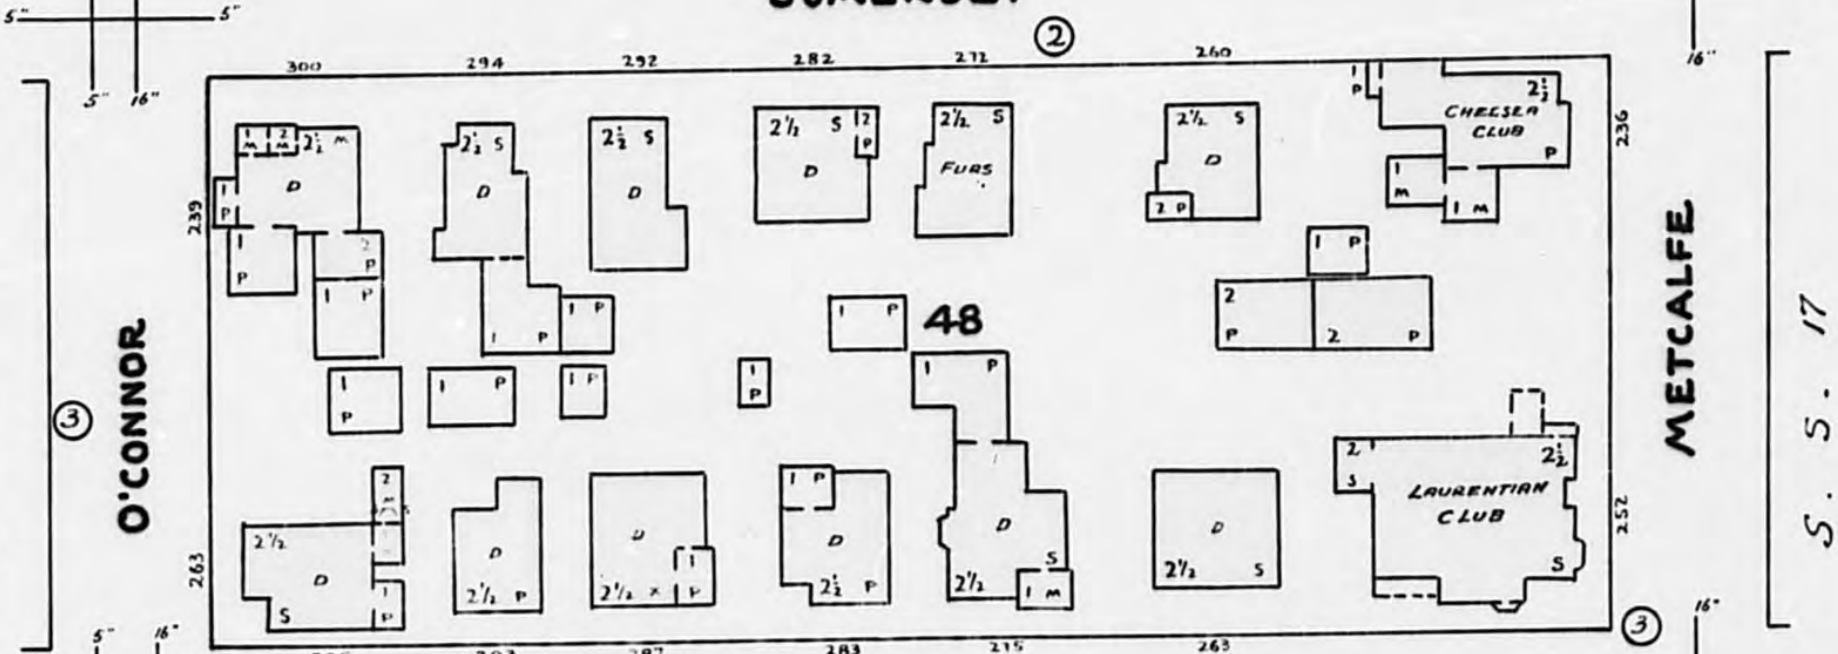 5" 5"
2
300 294 292 282 272 260
5" 16" 16"
1 M 2 M 2½ M
D
1 P
1 P
2 P
1 P
2½ S
D
1 P
1 P
2½ S
D
2½ S 2 P
D
2½ S
FURS
2½ S
D
2 P
1 P
2½
CHELSEA
CLUB
P
1 M
1 M
236
239
O'CONNOR
3
1 P
1 P
1 P
1 P
1 P
48
1 P
1 P
2 P
2 P
METCALFE
S. S. 17
263
2
2½
D
S
1 P
D
2½ P
D
2½ x
1 P
1 P
D
2½ P
D
2½ S
1 M
D
2½ S
2 S
2½
LAURENTIAN
CLUB
S
252
3
5" 16" 16"
283 263